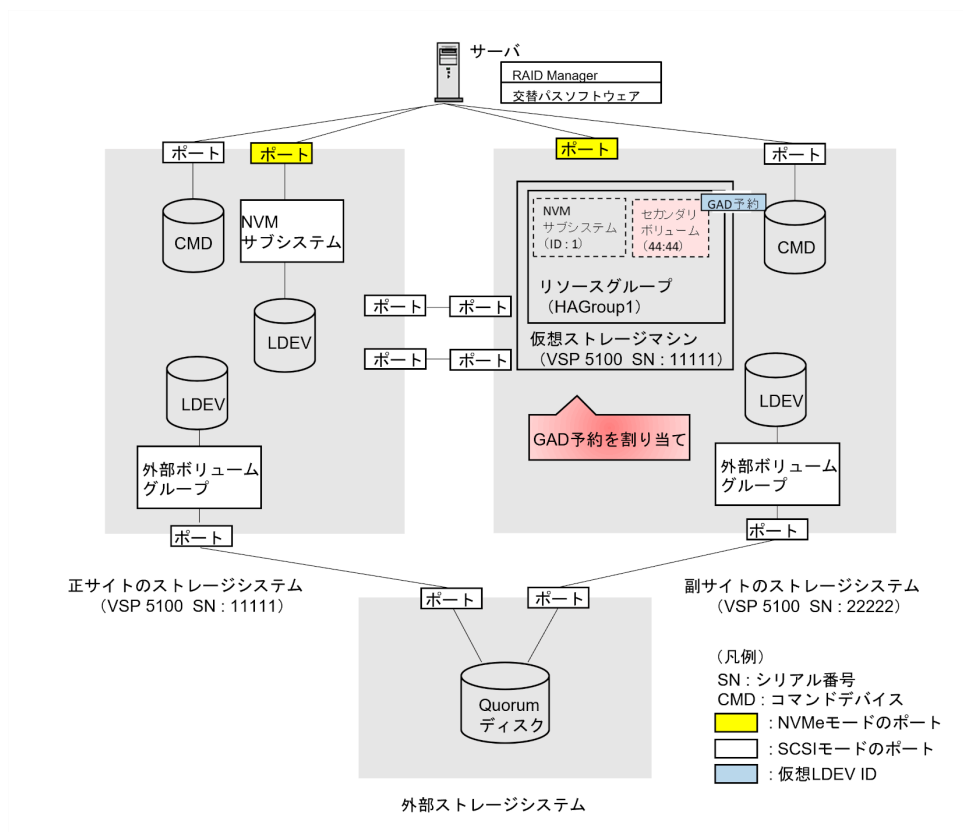 サーバ
RAID Manager
交替パスソフトウェア
ポート
ポート
ポート
ポート
CMD
NVM
サブシステム
LDEV
LDEV
外部ボリューム
グループ
ポート
ポート
ポート
ポート
ポート
NVM
サブシステム
(ID : 1)
セカンダリ
ボリューム
(44:44)
GAD予約
リソースグループ
(HAGroup1)
仮想ストレージマシン
(VSP 5100 SN : 11111)
CMD
GAD予約を割り当て
LDEV
外部ボリューム
グループ
ポート
正サイトのストレージシステム
(VSP 5100 SN : 11111)
副サイトのストレージシステム
(VSP 5100 SN : 22222)
ポート
ポート
Quorum
ディスク
外部ストレージシステム
(凡例)
SN : シリアル番号
CMD : コマンドデバイス
: NVMeモードのポート
: SCSIモードのポート
: 仮想LDEV ID